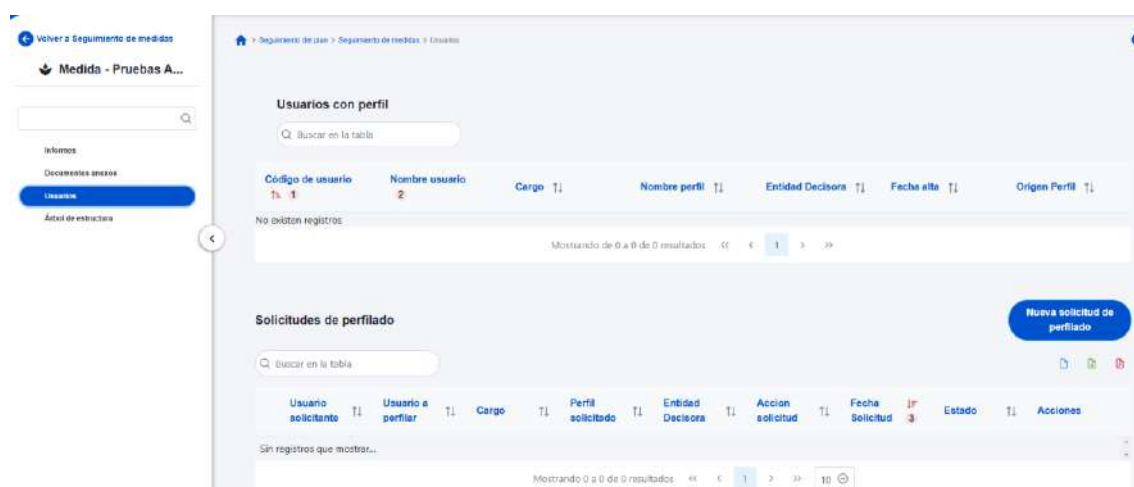 Volver a Seguimiento de medidas
Medida - Pruebas A...
Informes
Documentos anexos
Usuarios
Árbol de estructura
> Seguimiento del plan > Seguimiento de medidas > Usuarios
Usuarios con perfil
Buscar en la tabla
Código de usuario 1 Nombre usuario 2 Cargo Nombre perfil Entidad Decisora Fecha alta Origen Perfil
No existen registros
Mostrando de 0 a 0 de 0 resultados << < 1 > >>
Solicitudes de perfilado
Nueva solicitud de perfilado
Buscar en la tabla
Usuario solicitante Usuario a perfilar Cargo Perfil solicitado Entidad Decisora Accion solicitud Fecha Solicitud 3 Estado Acciones
Sin registros que mostrar...
Mostrando 0 a 0 de 0 resultados << < 1 > >> 10